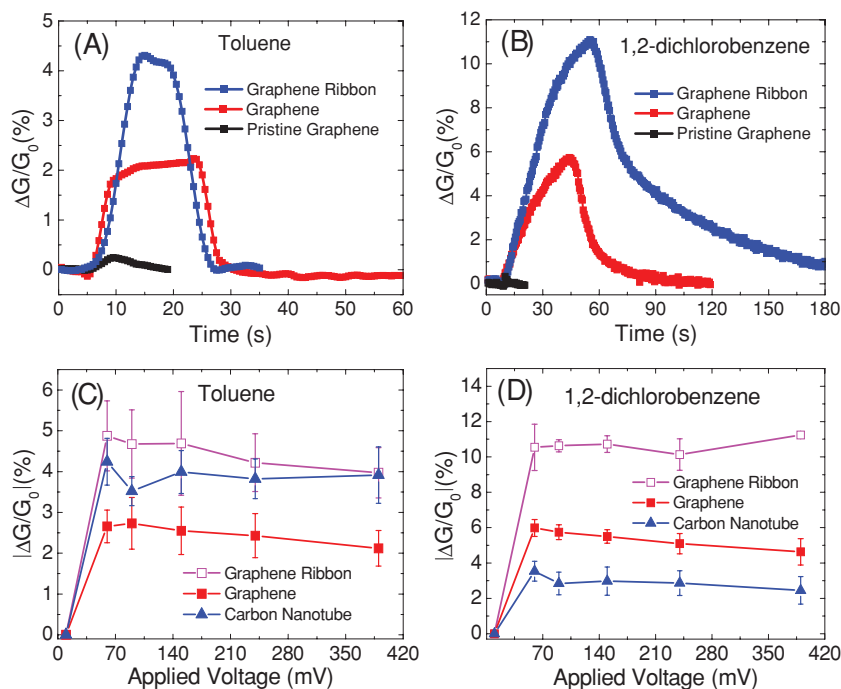 (A)
Toluene
Graphene Ribbon
Graphene
Pristine Graphene
ΔG/G₀(%)
5
4
3
2
1
0
0 10 20 30 40 50 60
Time (s)
(B)
1,2-dichlorobenzene
Graphene Ribbon
Graphene
Pristine Graphene
ΔG/G₀(%)
12
10
8
6
4
2
0
0 30 60 90 120 150 180
Time (s)
(C)
Toluene
Graphene Ribbon
Graphene
Carbon Nanotube
|ΔG/G₀|(%)
6
5
4
3
2
1
0
0 70 140 210 280 350 420
Applied Voltage (mV)
(D)
1,2-dichlorobenzene
Graphene Ribbon
Graphene
Carbon Nanotube
|ΔG/G₀|(%)
14
12
10
8
6
4
2
0
70 140 210 280 350 420
Applied Voltage (mV)